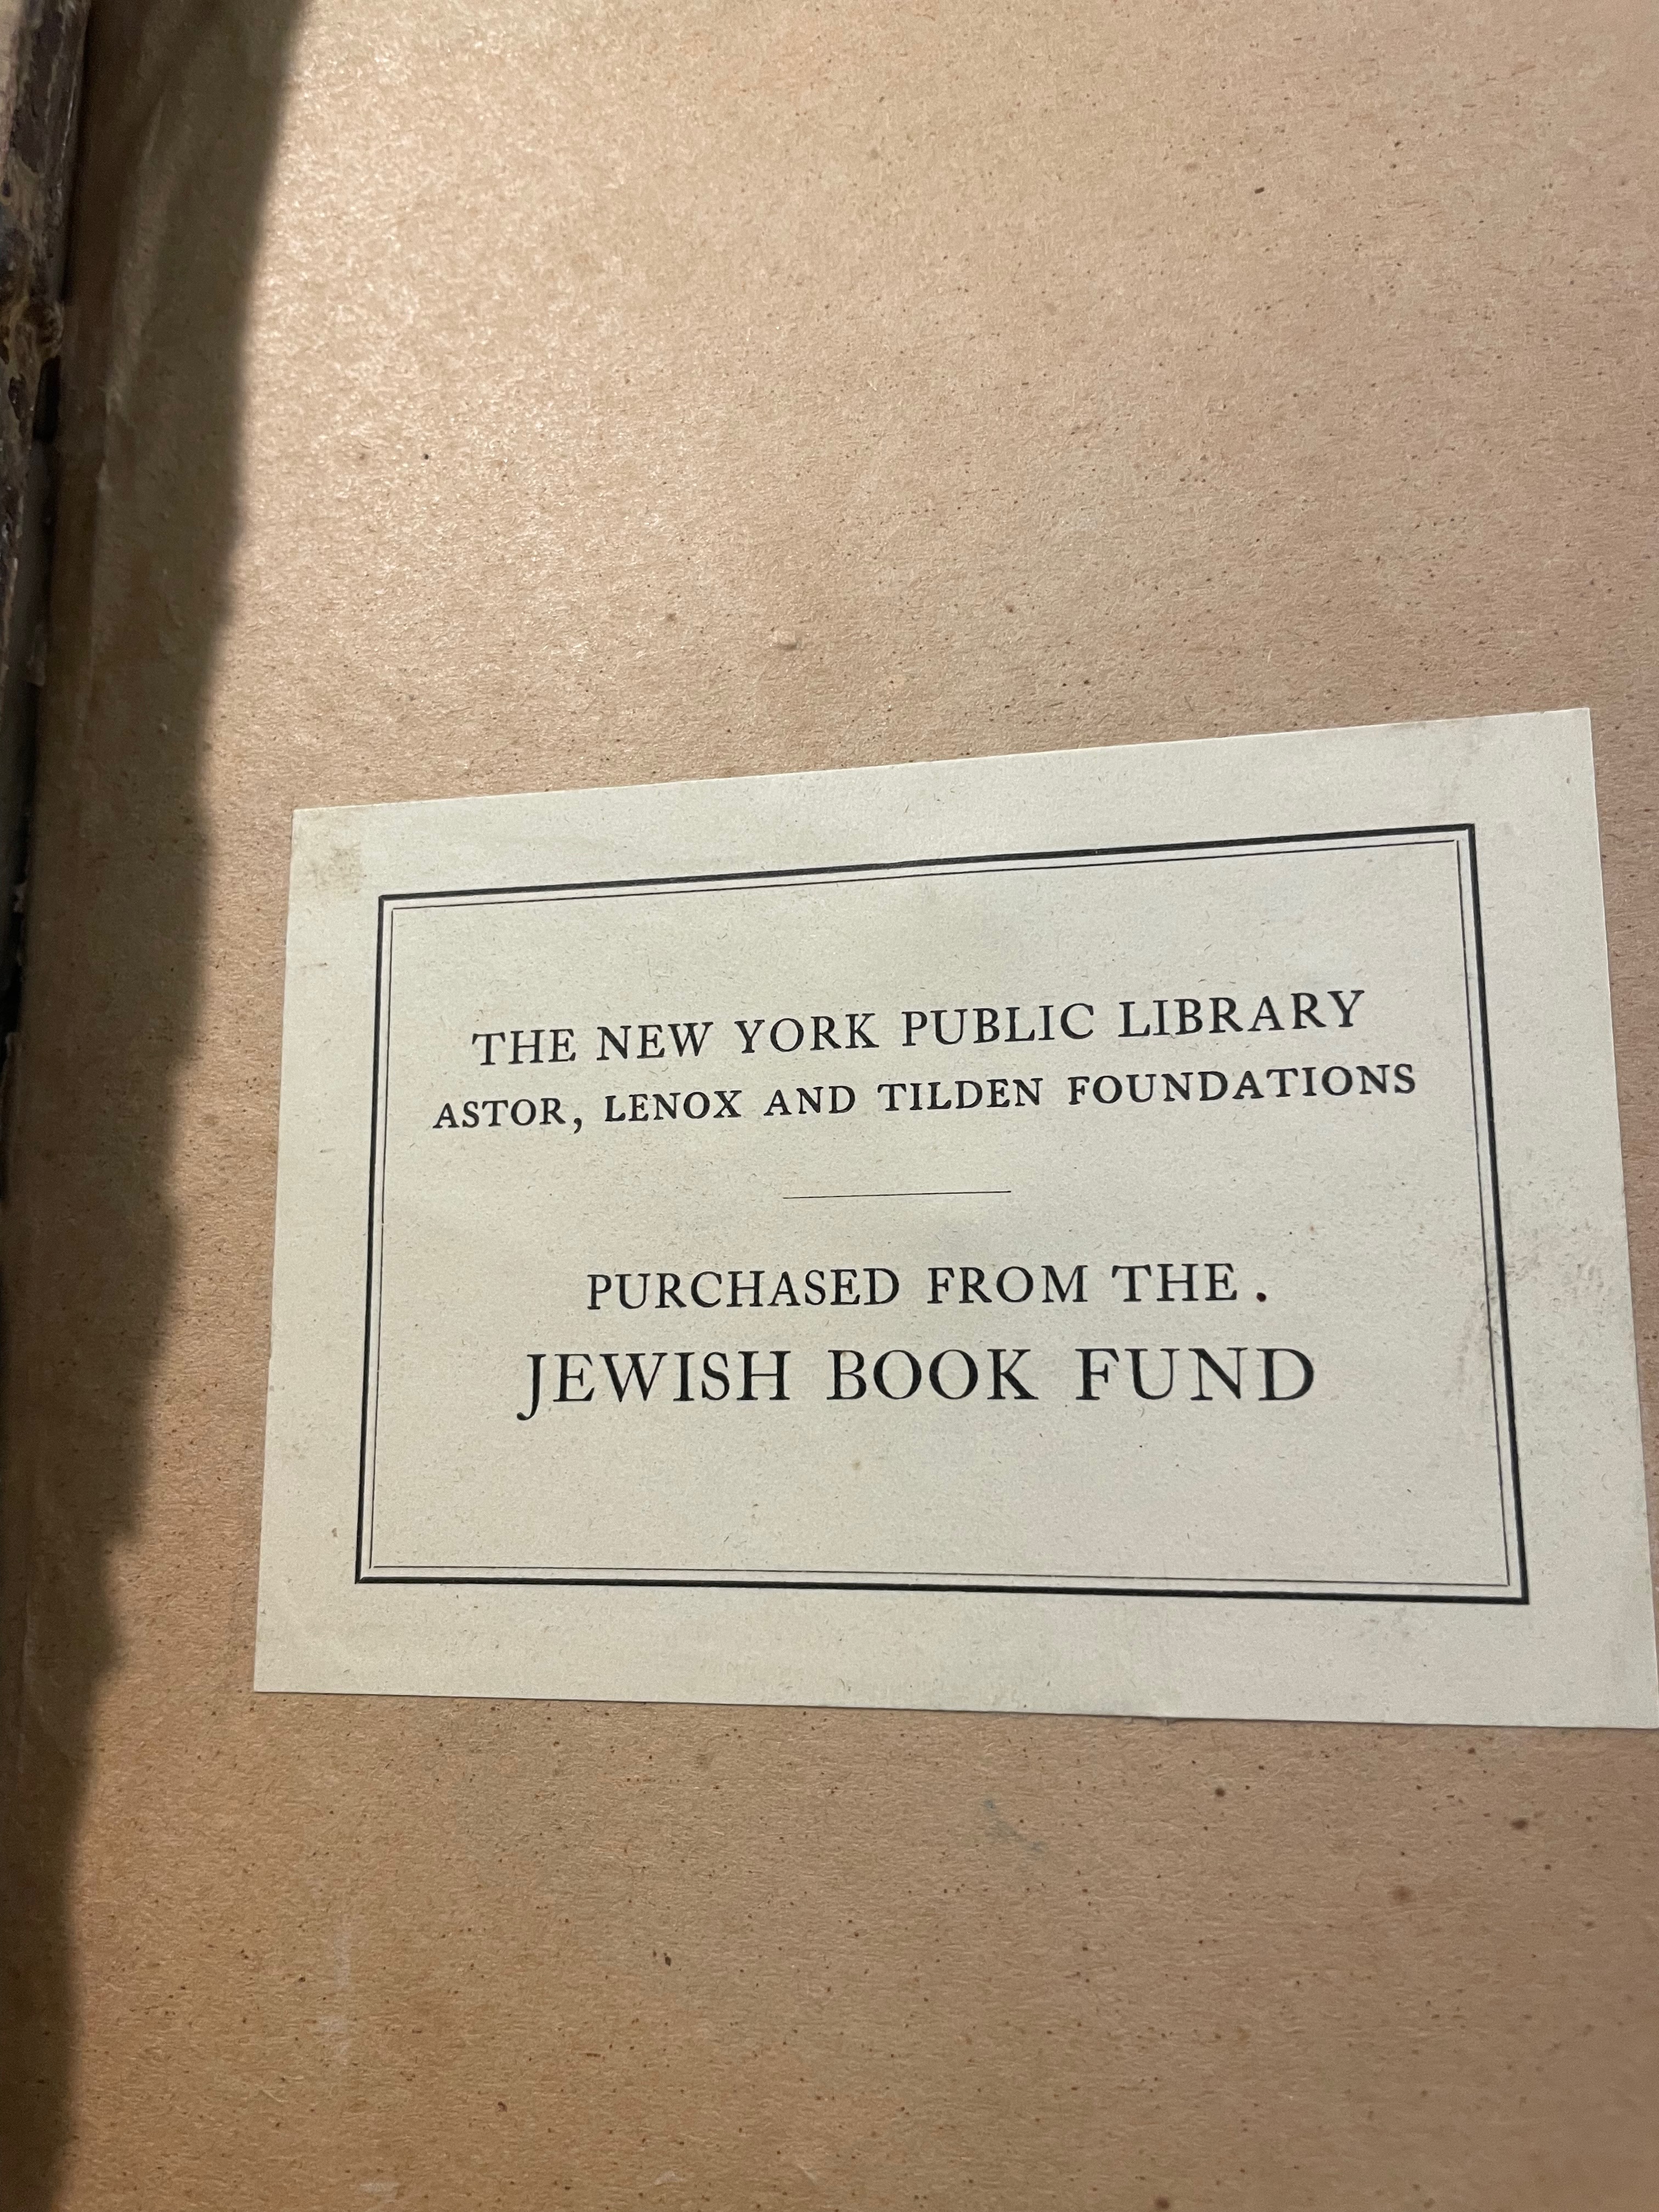 THE NEW YORK PUBLIC LIBRARY
ASTOR, LENOX AND TILDEN FOUNDATIONS
PURCHASED FROM THE .
JEWISH BOOK FUND